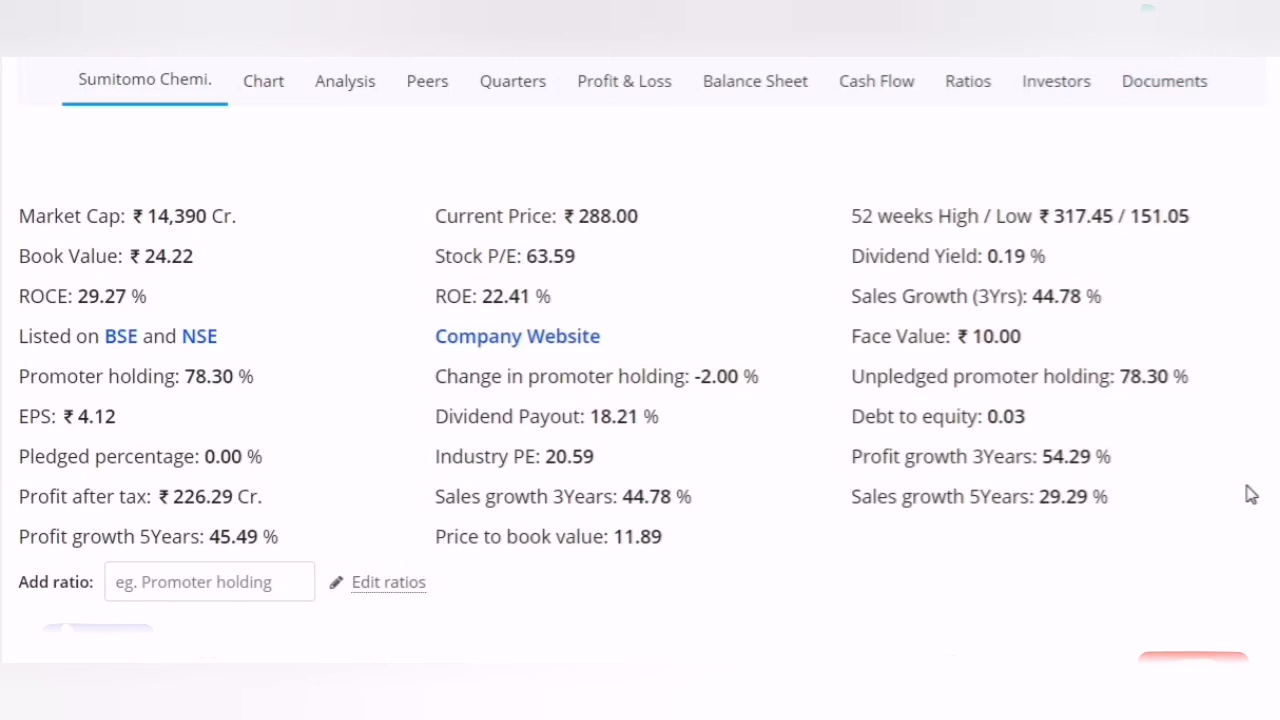 Sumitomo Chemi. Chart Analysis Peers Quarters Profit & Loss Balance Sheet Cash Flow Ratios Investors Documents
Market Cap: ₹ 14,390 Cr. Current Price: ₹ 288.00 52 weeks High / Low ₹ 317.45 / 151.05
Book Value: ₹ 24.22 Stock P/E: 63.59 Dividend Yield: 0.19 %
ROCE: 29.27 % ROE: 22.41 % Sales Growth (3Yrs): 44.78 %
Listed on BSE and NSE Company Website Face Value: ₹ 10.00
Promoter holding: 78.30 % Change in promoter holding: -2.00 % Unpledged promoter holding: 78.30 %
EPS: ₹ 4.12 Dividend Payout: 18.21 % Debt to equity: 0.03
Pledged percentage: 0.00 % Industry PE: 20.59 Profit growth 3Years: 54.29 %
Profit after tax: ₹ 226.29 Cr. Sales growth 3Years: 44.78 % Sales growth 5Years: 29.29 %
Profit growth 5Years: 45.49 % Price to book value: 11.89
Add ratio: eg. Promoter holding Edit ratios